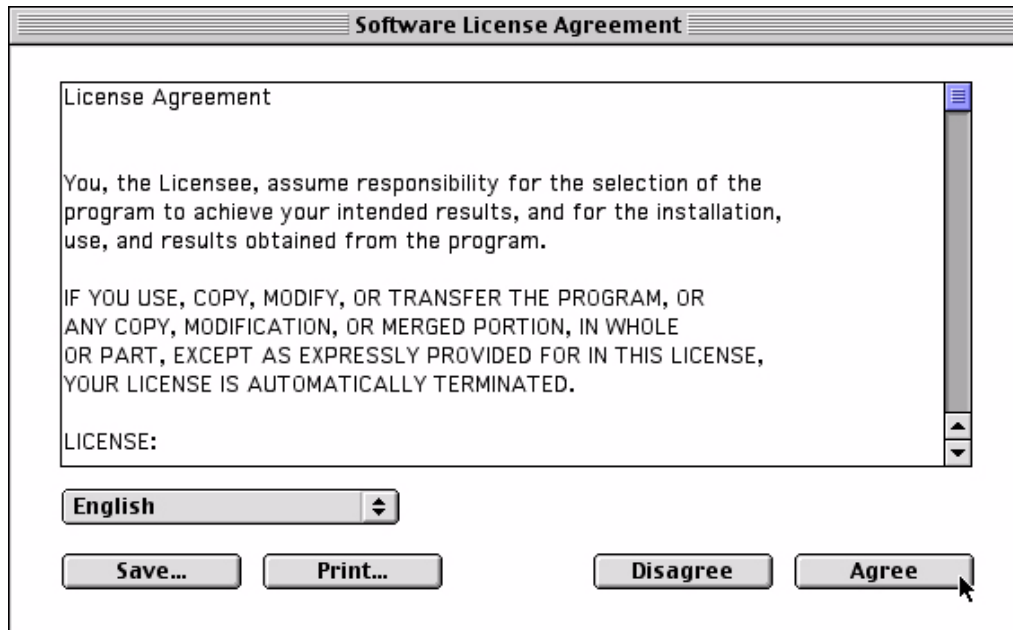 Software License Agreement
License Agreement
You, the Licensee, assume responsibility for the selection of the
program to achieve your intended results, and for the installation,
use, and results obtained from the program.
IF YOU USE, COPY, MODIFY, OR TRANSFER THE PROGRAM, OR
ANY COPY, MODIFICATION, OR MERGED PORTION, IN WHOLE
OR PART, EXCEPT AS EXPRESSLY PROVIDED FOR IN THIS LICENSE,
YOUR LICENSE IS AUTOMATICALLY TERMINATED.
LICENSE:
English
Save... Print... Disagree Agree